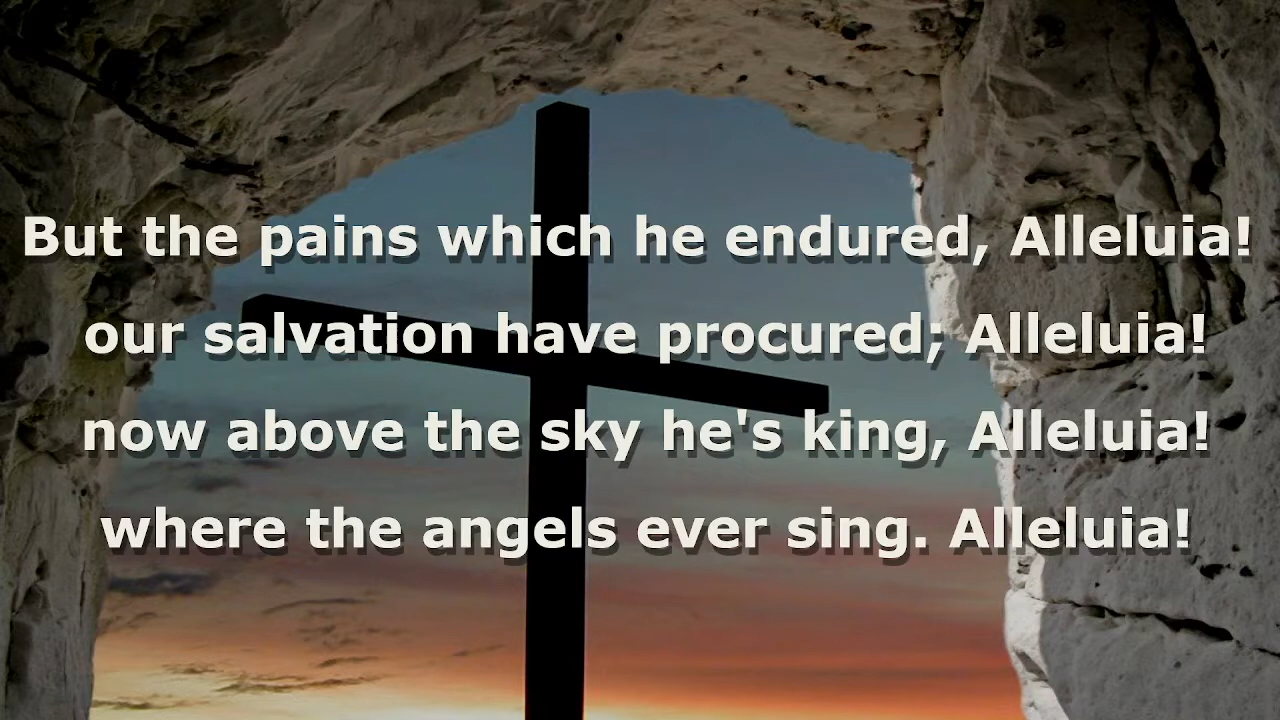 But the pains which he endured, Alleluia!
our salvation have procured; Alleluia!
now above the sky he's king, Alleluia!
where the angels ever sing. Alleluia!